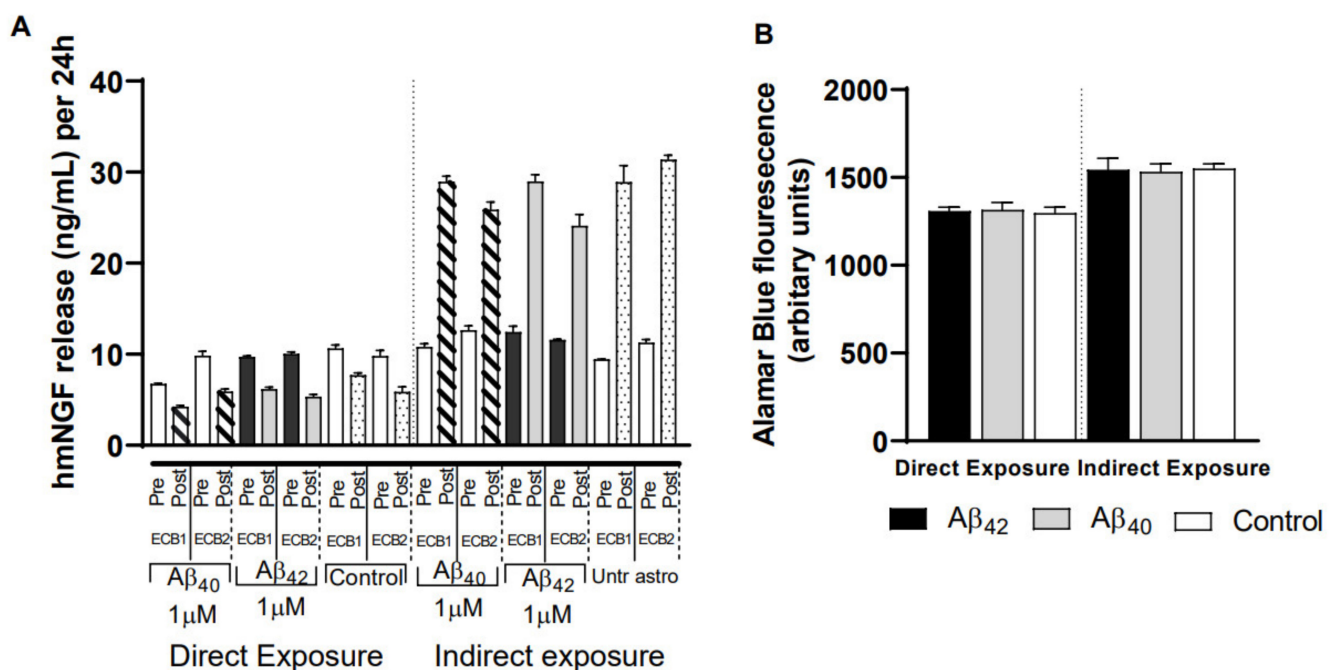 A
hmNGF release (ng/mL) per 24h
40
30
20
10
0
Pre Post Pre Post Pre Post Pre Post Pre Post Pre Post Pre Post Pre Post Pre Post Pre Post Pre Post Pre Post
ECB1 ECB2 ECB1 ECB2 ECB1 ECB2 ECB1 ECB2 ECB1 ECB2 ECB1 ECB2
Aβ40 Aβ42 Control Aβ40 Aβ42 Untr astro
1μM 1μM 1μM 1μM
Direct Exposure Indirect exposure
B
Alamar Blue flouresecence
(arbitary units)
2000
1500
1000
500
0
Direct Exposure Indirect Exposure
Aβ42 Aβ40 Control